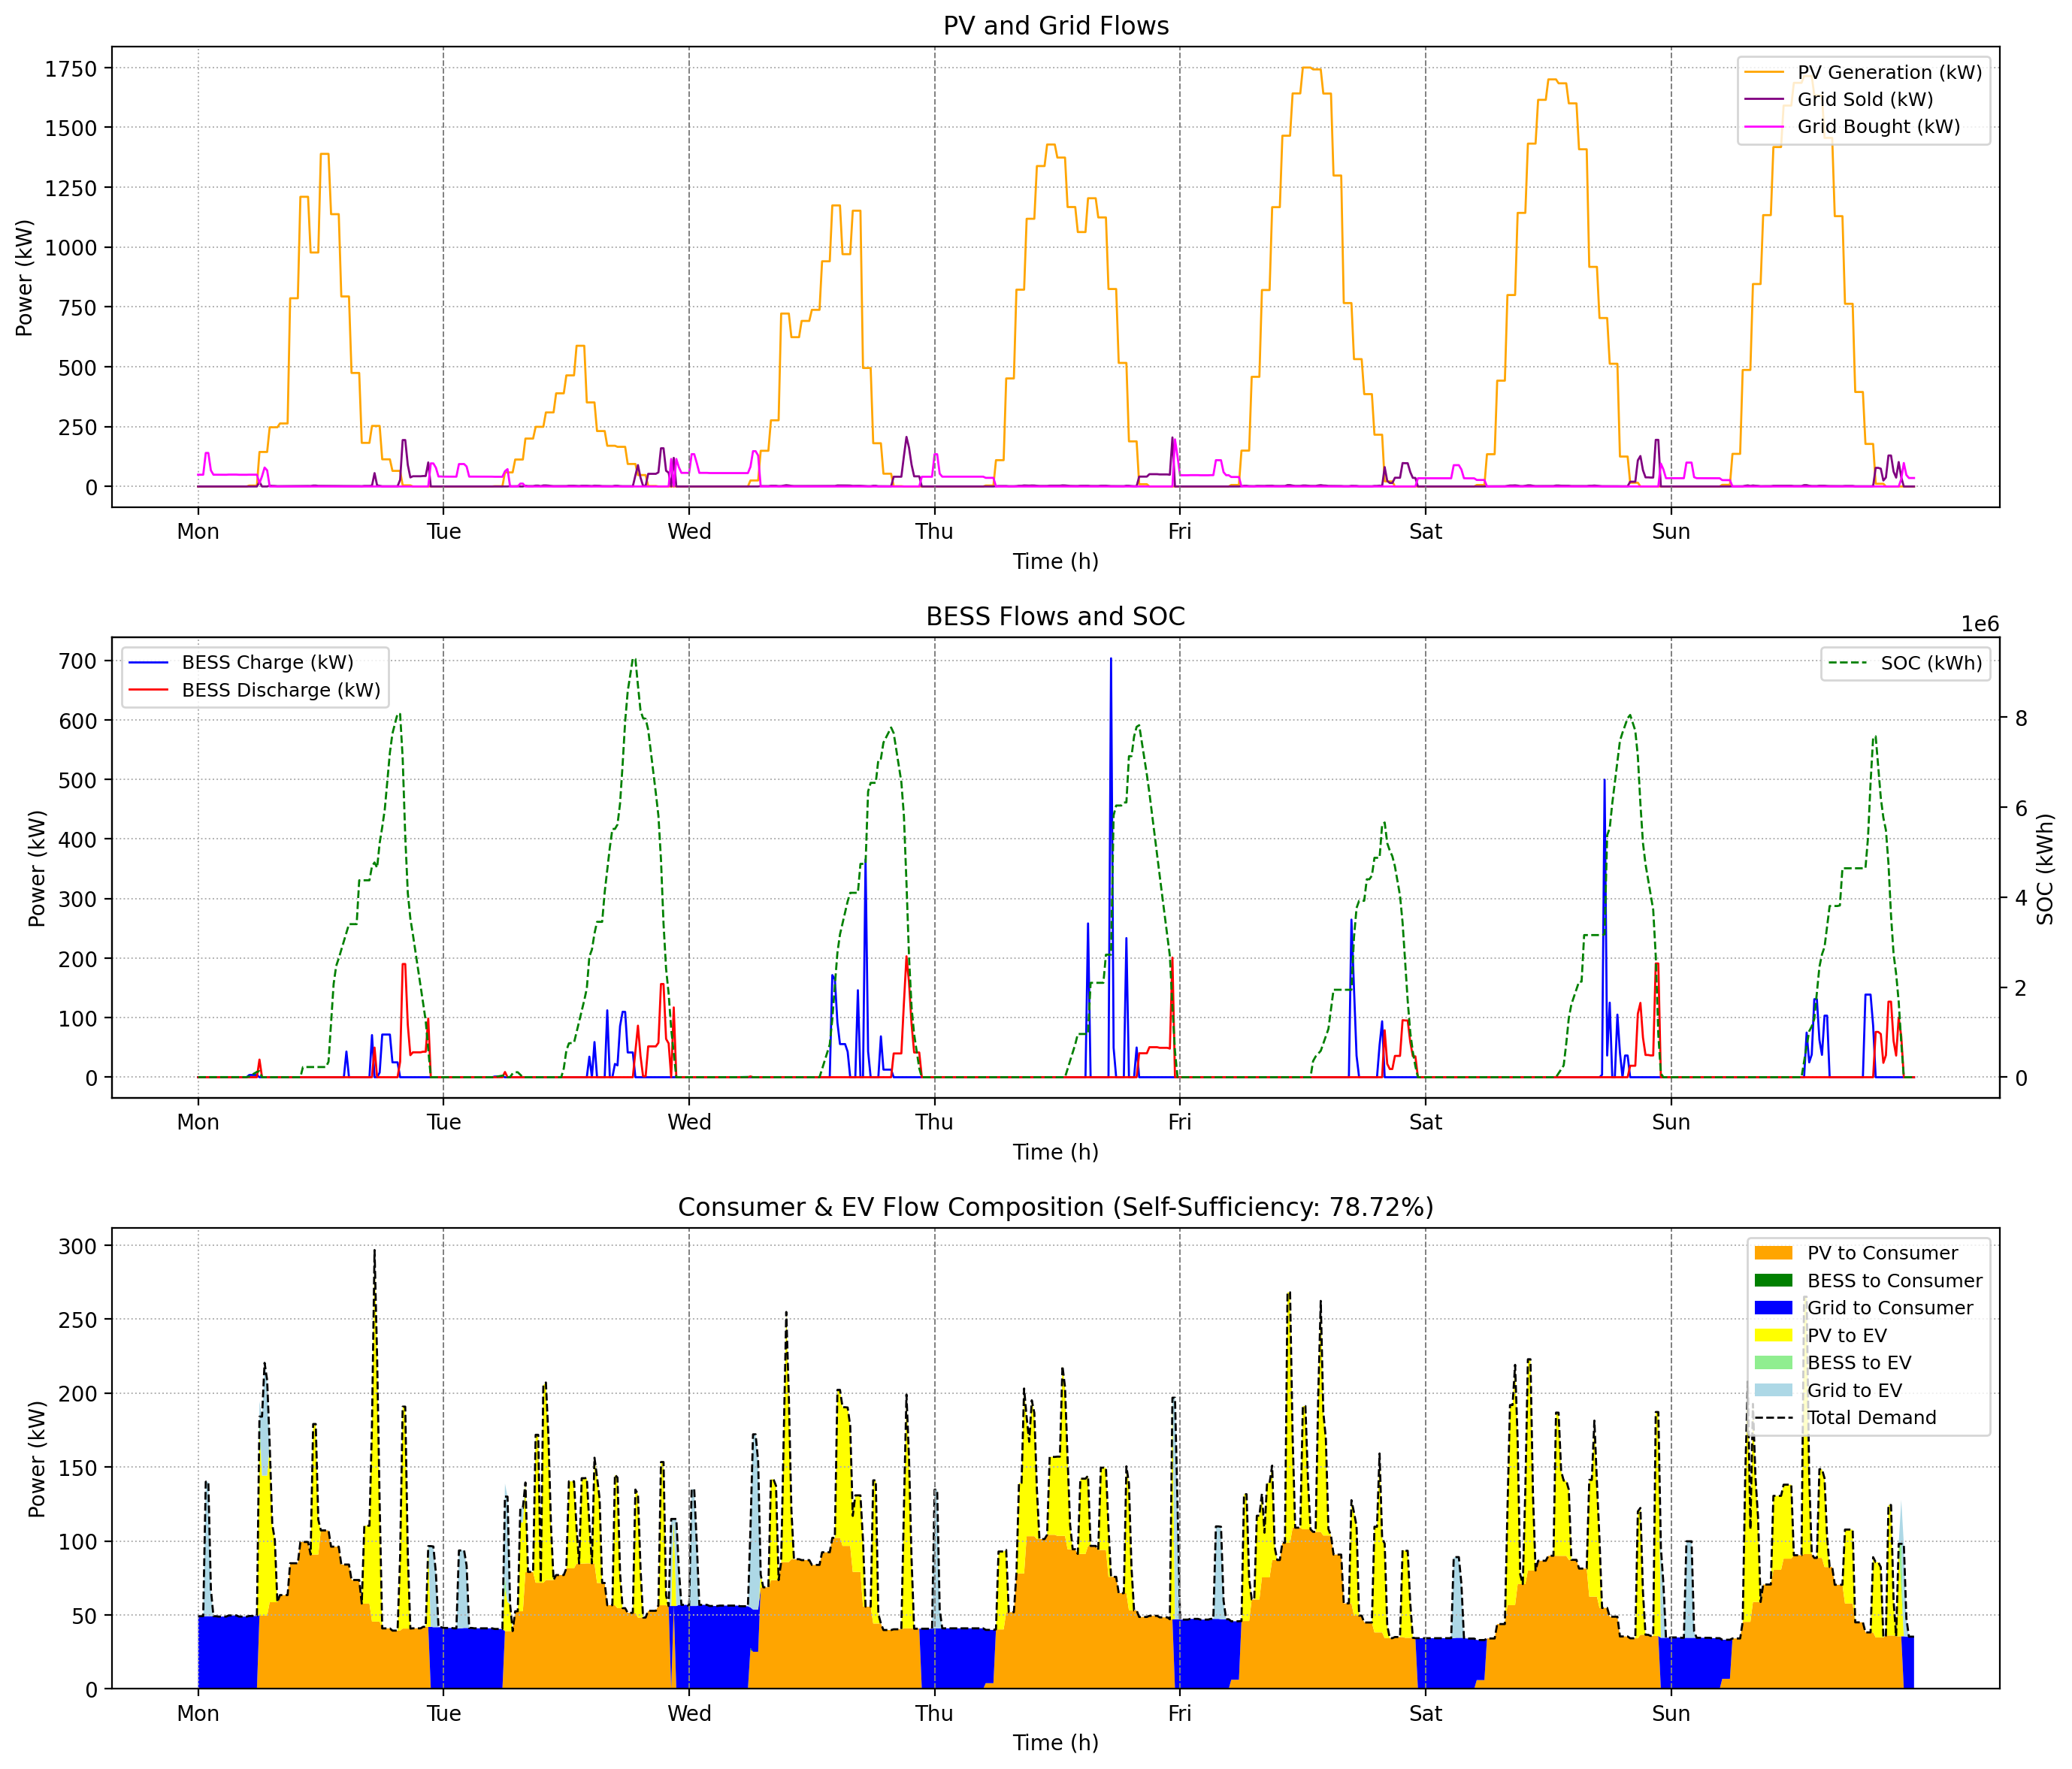 PV and Grid Flows
1750
1500
1250
1000
750
500
250
0
Power (kW)
PV Generation (kW)
Grid Sold (kW)
Grid Bought (kW)
Mon Tue Wed Thu Fri Sat Sun
Time (h)
BESS Flows and SOC
1e6
700
600
500
400
300
200
100
0
Power (kW)
BESS Charge (kW)
BESS Discharge (kW)
SOC (kWh)
8
6
4
2
0
SOC (kWh)
Mon Tue Wed Thu Fri Sat Sun
Time (h)
Consumer & EV Flow Composition (Self-Sufficiency: 78.72%)
300
250
200
150
100
50
0
Power (kW)
PV to Consumer
BESS to Consumer
Grid to Consumer
PV to EV
BESS to EV
Grid to EV
Total Demand
Mon Tue Wed Thu Fri Sat Sun
Time (h)